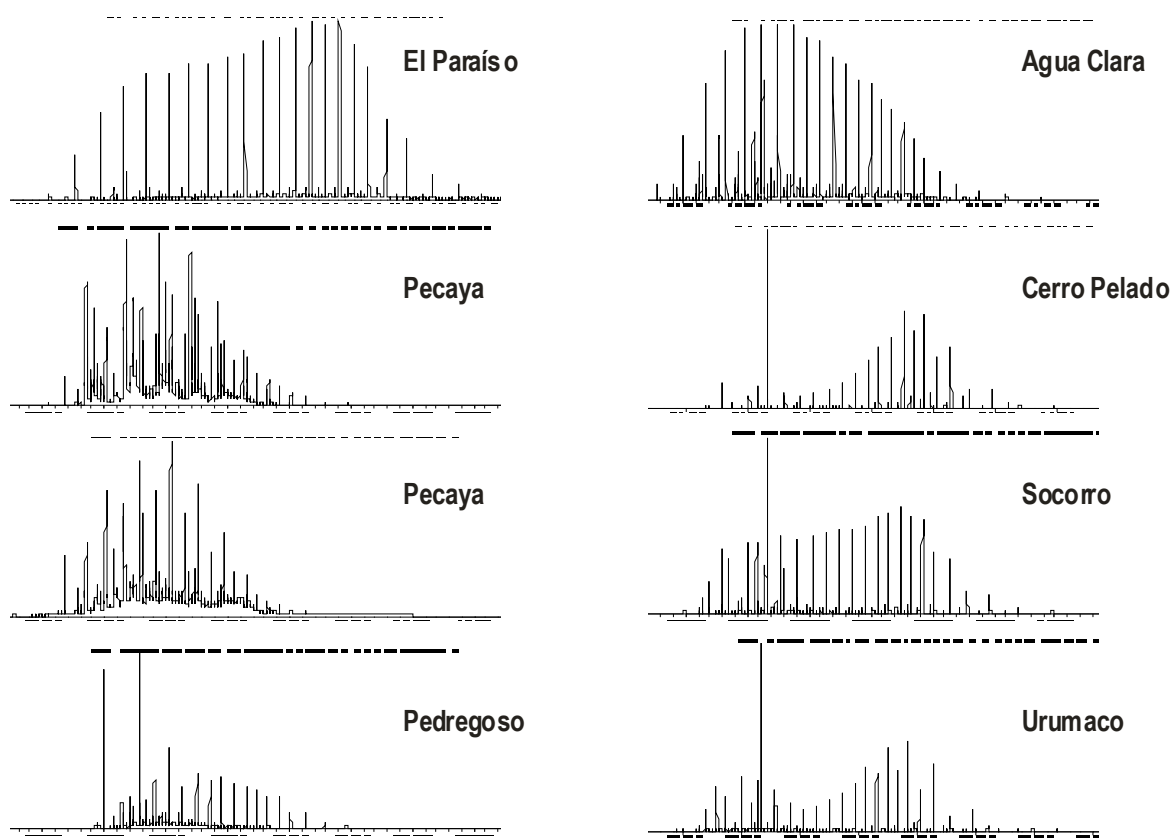 El Paraíso
Agua Clara
Pecaya
Cerro Pelado
Pecaya
Socorro
Pedregoso
Urumaco